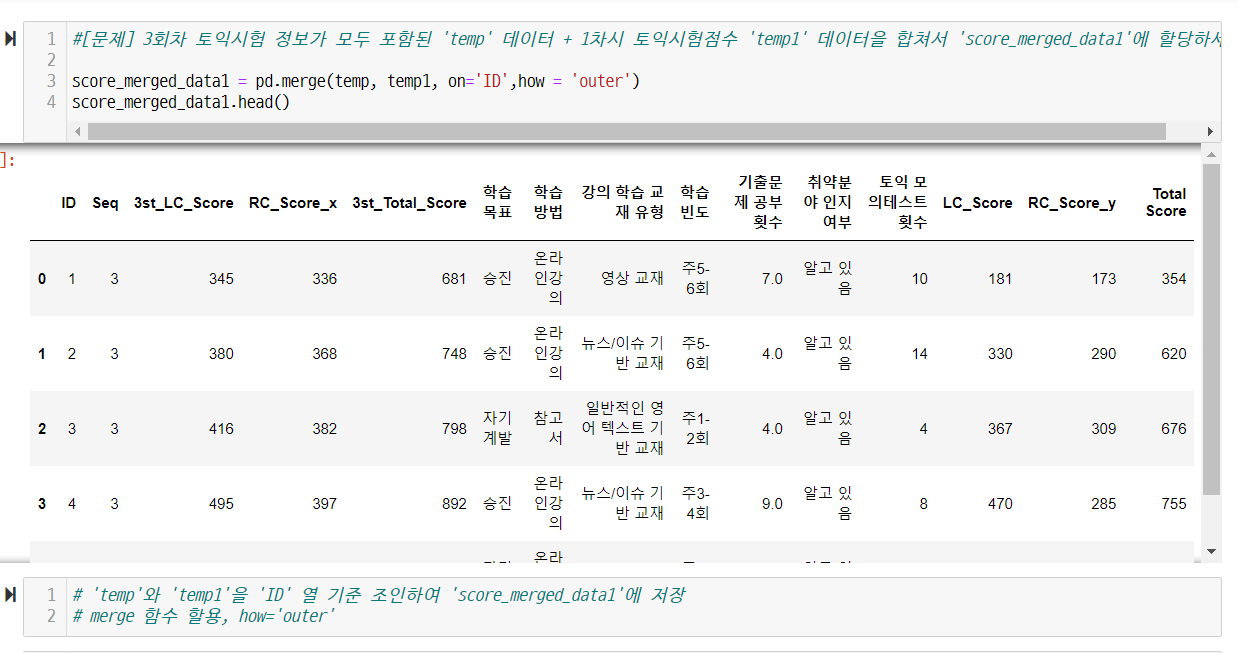 1 #[문제] 3회차 토익시험 정보가 모두 포함된 'temp' 데이터 + 1차시 토익시험점수 'temp1' 데이터를 합쳐서 'score_merged_data1'에 할당하세
2
3 score_merged_data1 = pd.merge(temp, temp1, on='ID',how = 'outer')
4 score_merged_data1.head()
]:
ID Seq 3st_LC_Score RC_Score_x 3st_Total_Score 학습 목표 학습 방법 강의 학습 교재 유형 학습 빈도 기출문제 공부 횟수 취약분야 인지 여부 토익 모의테스트 횟수 LC_Score RC_Score_y Total Score
0 1 3 345 336 681 승진 온라인강의 영상 교재 주5-6회 7.0 알고 있음 10 181 173 354
1 2 3 380 368 748 승진 온라인강의 뉴스/이슈 기반 교재 주5-6회 4.0 알고 있음 14 330 290 620
2 3 3 416 382 798 자기계발 참고서 일반적인 영어 텍스트 기반 교재 주1-2회 4.0 알고 있음 4 367 309 676
3 4 3 495 397 892 승진 온라인강의 뉴스/이슈 기반 교재 주3-4회 9.0 알고 있음 8 470 285 755
온라
1 # 'temp'와 'temp1'을 'ID' 열 기준 조인하여 'score_merged_data1'에 저장
2 # merge 함수 활용, how='outer'